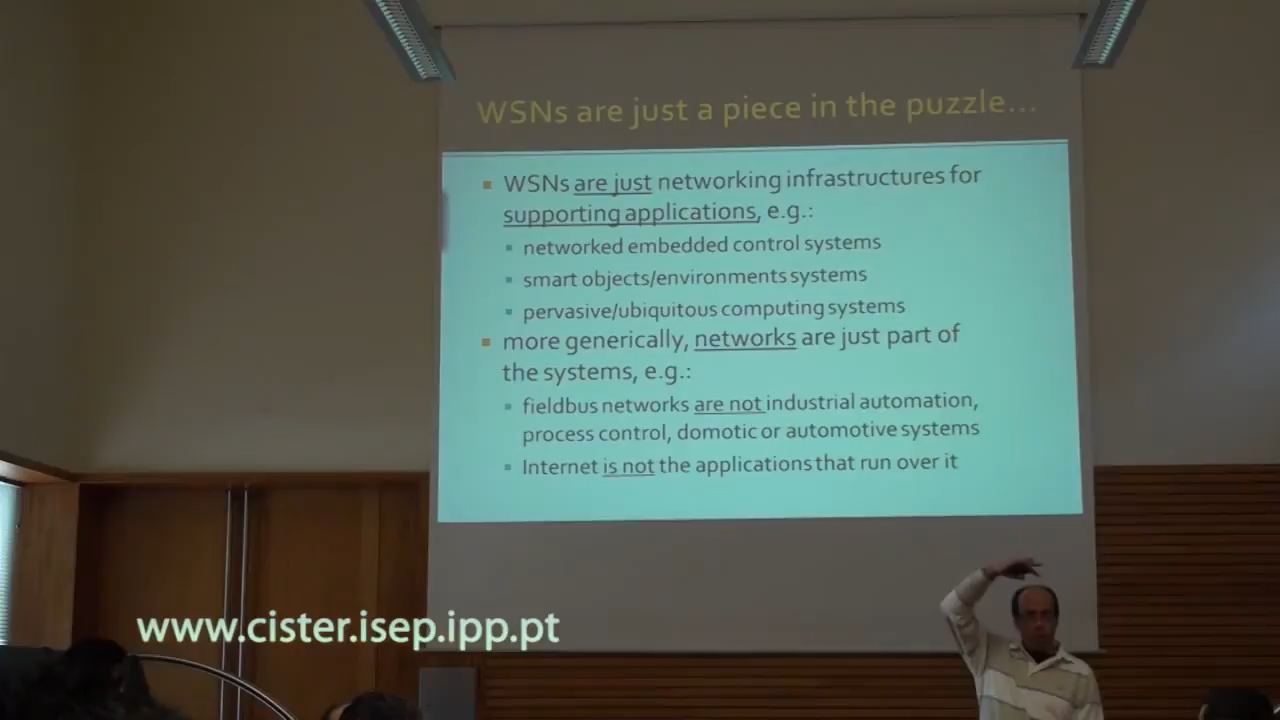 WSNs are just a piece in the puzzle...
WSNs are just networking infrastructures for
supporting applications, e.g.:
networked embedded control systems
smart objects/environments systems
pervasive/ubiquitous computing systems
more generically, networks are just part of
the systems, e.g.:
fieldbus networks are not industrial automation,
process control, domotic or automotive systems
Internet is not the applications that run over it
www.cister.isep.ipp.pt